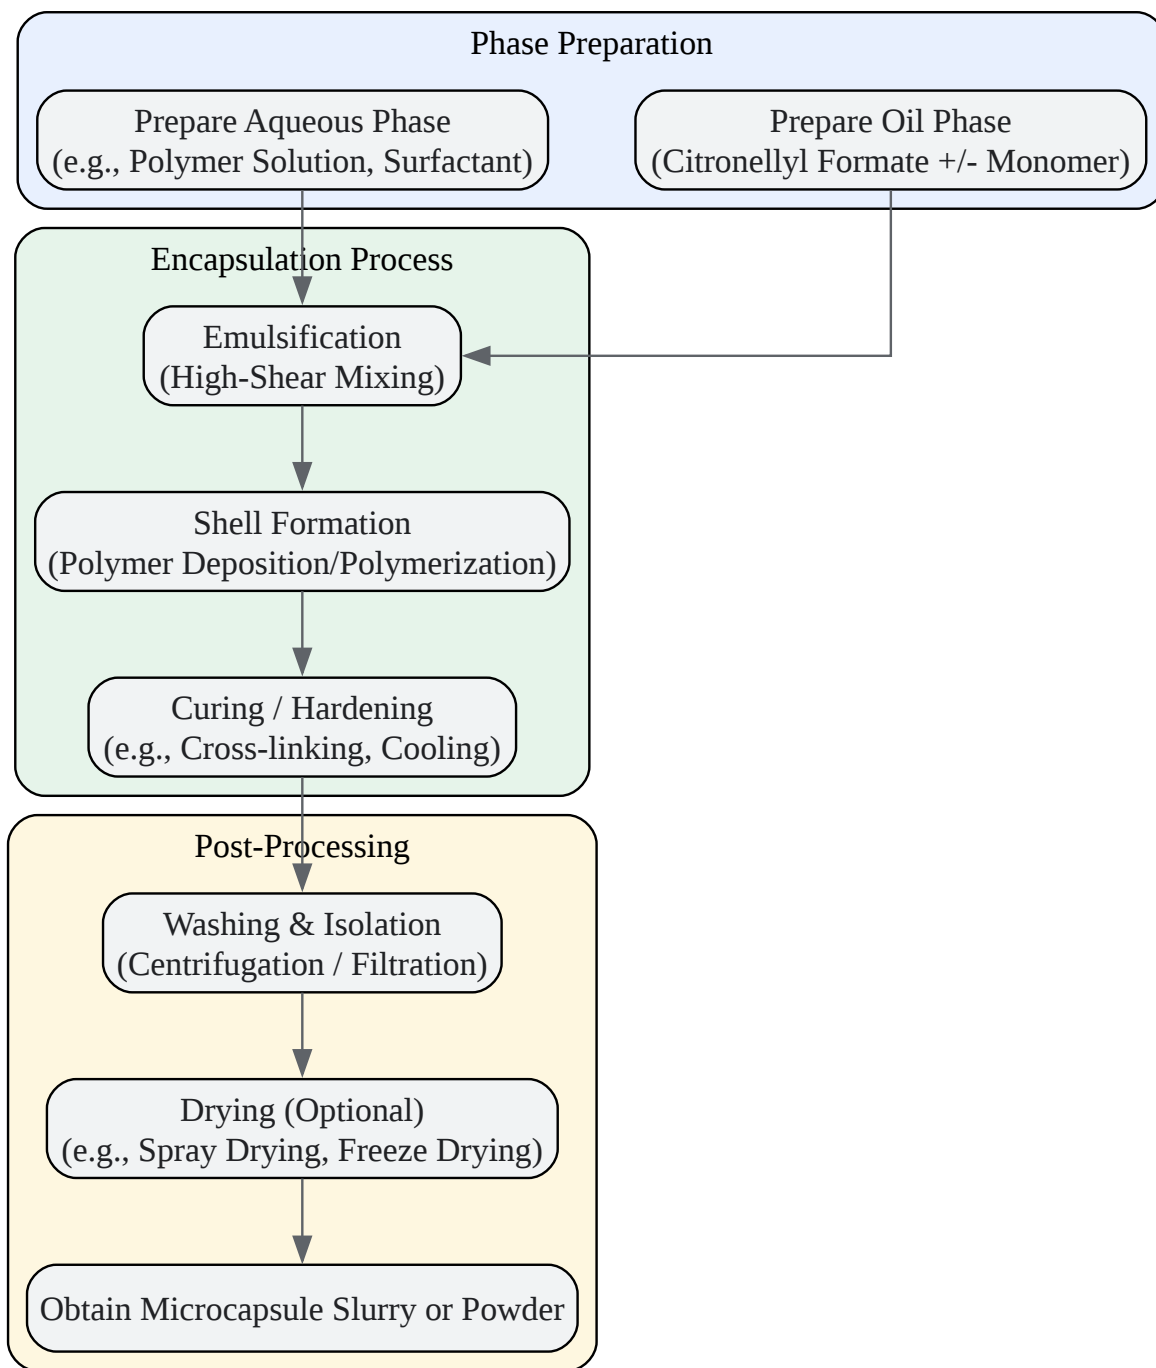 Phase Preparation
Prepare Aqueous Phase
(e.g., Polymer Solution, Surfactant)
Prepare Oil Phase
(Citronellyl Formate +/- Monomer)
Encapsulation Process
Emulsification
(High-Shear Mixing)
Shell Formation
(Polymer Deposition/Polymerization)
Curing / Hardening
(e.g., Cross-linking, Cooling)
Post-Processing
Washing & Isolation
(Centrifugation / Filtration)
Drying (Optional)
(e.g., Spray Drying, Freeze Drying)
Obtain Microcapsule Slurry or Powder